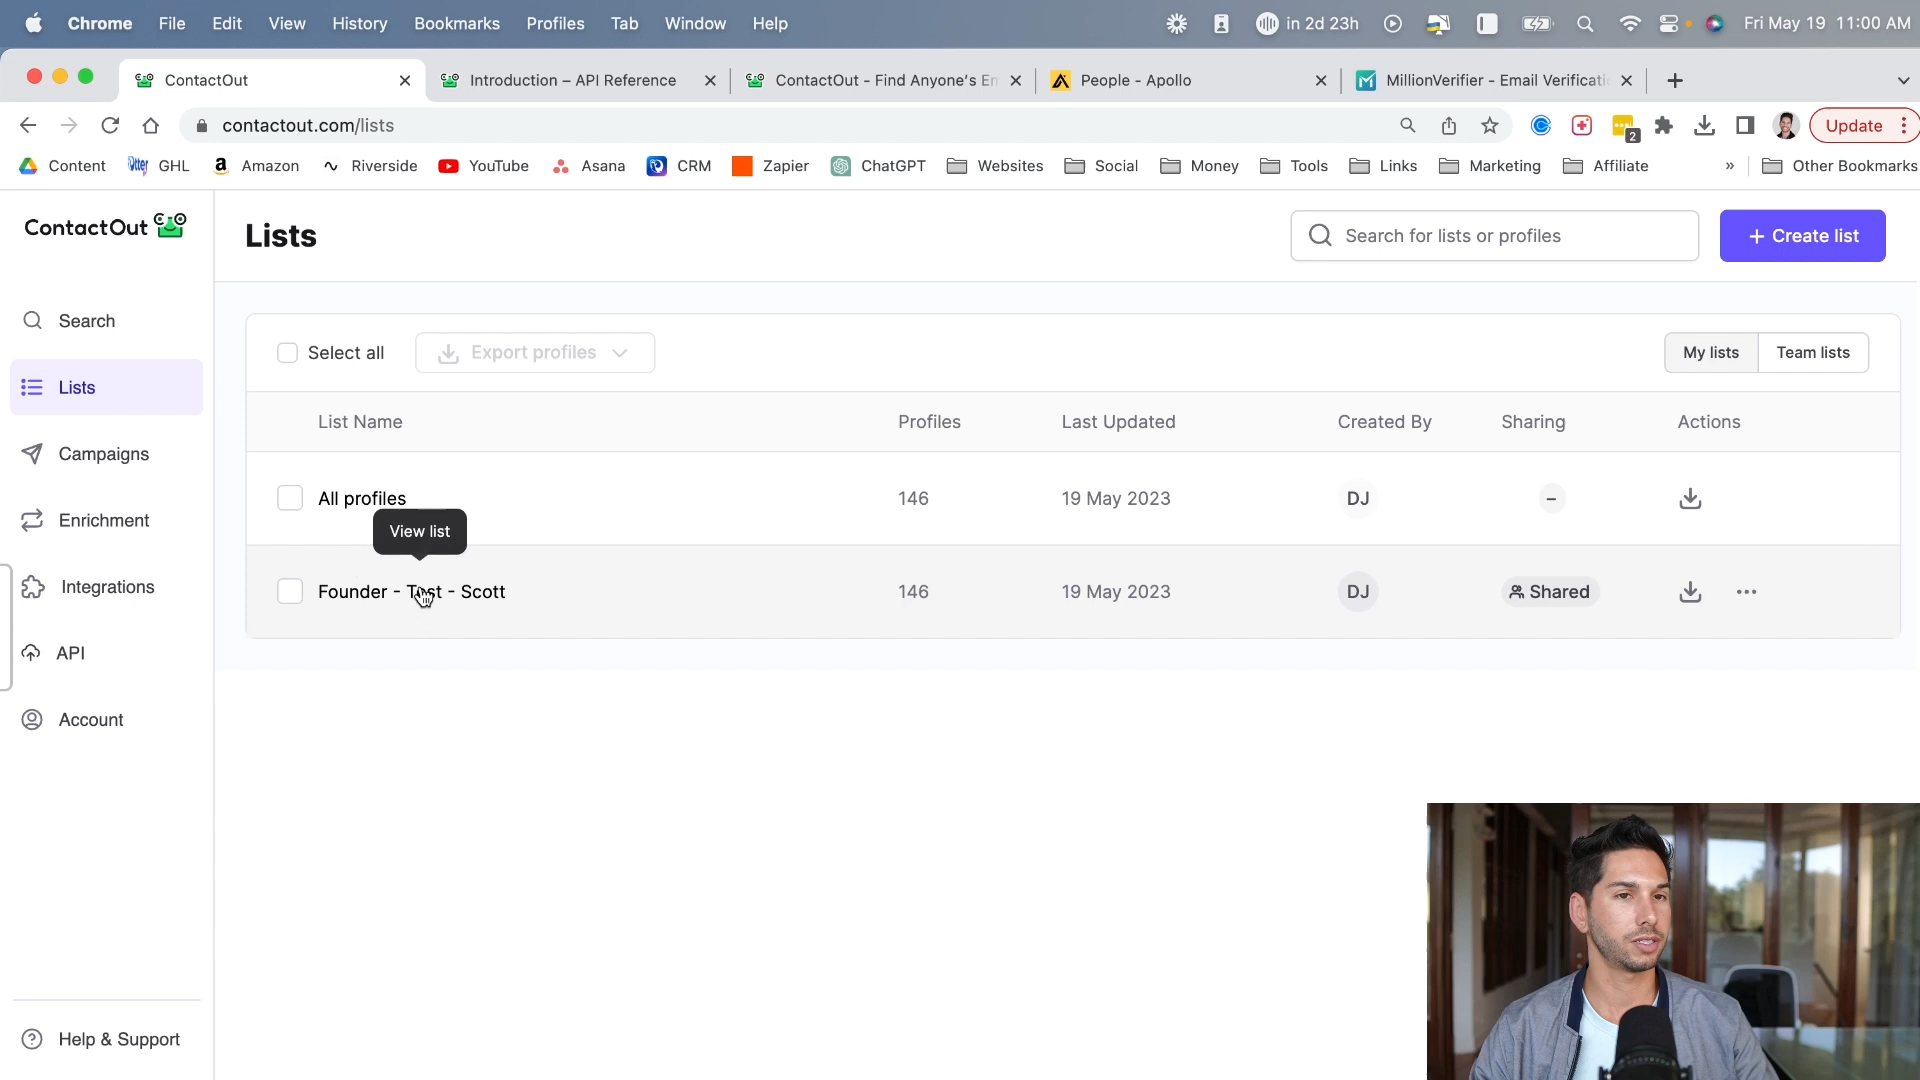 Chrome File Edit View History Bookmarks Profiles Tab Window Help in 2d 23h Fri May 19 11:00 AM
ContactOut Introduction – API Reference ContactOut - Find Anyone's Em People - Apollo MillionVerifier - Email Verificatio
contactout.com/lists 2 Update
Content GHL Amazon Riverside YouTube Asana CRM Zapier ChatGPT Websites Social Money Tools Links Marketing Affiliate » Other Bookmarks
ContactOut
Lists
Search for lists or profiles
+ Create list
Search
Lists
Campaigns
Enrichment
Integrations
API
Account
Help & Support
Select all
Export profiles
My lists
Team lists
List Name Profiles Last Updated Created By Sharing Actions
All profiles 146 19 May 2023 DJ –
View list
Founder - Test - Scott 146 19 May 2023 DJ Shared